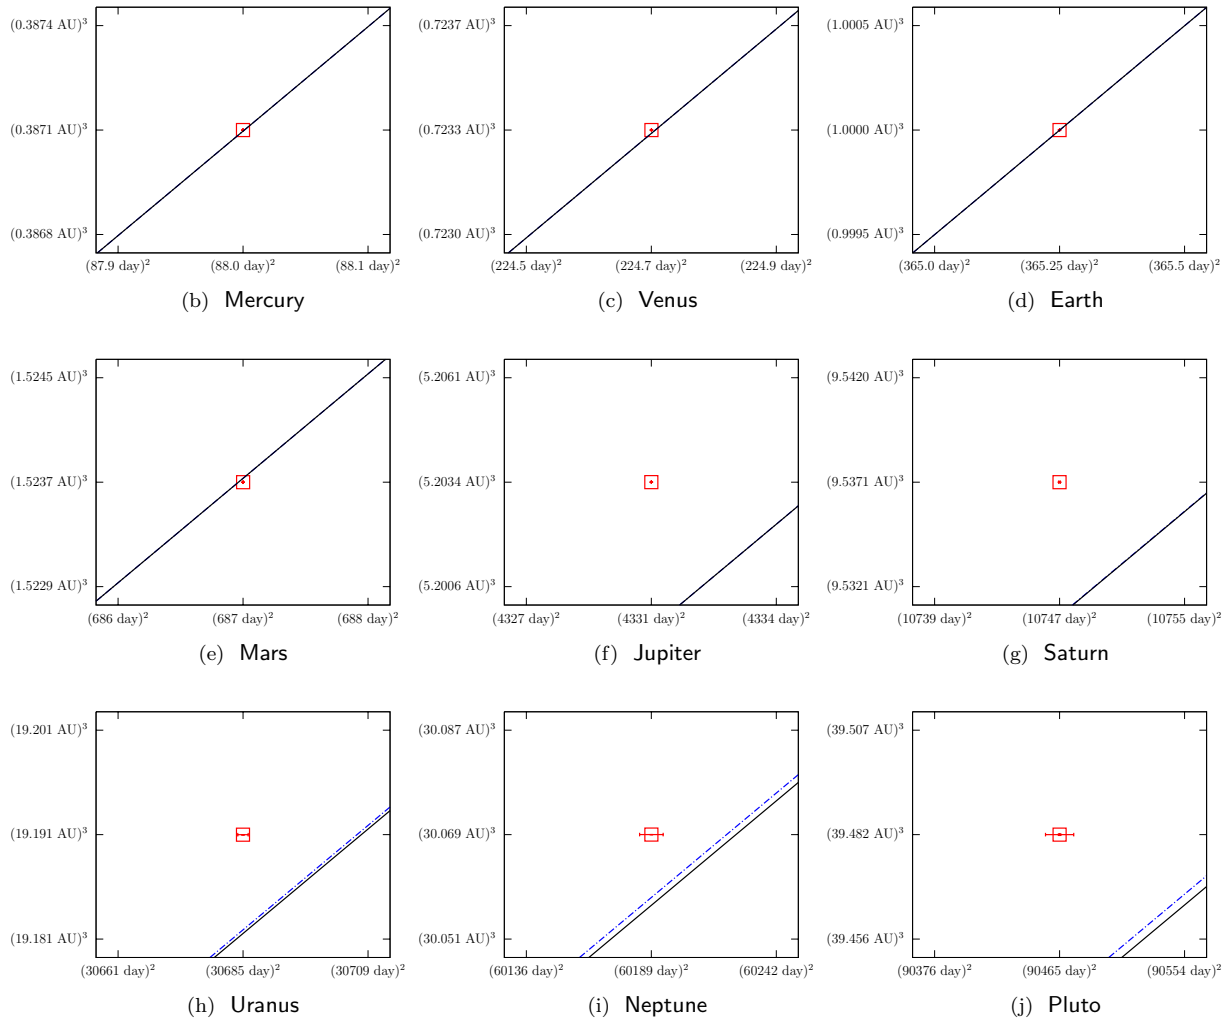 (0.3874 AU)³
(0.3871 AU)³
(0.3868 AU)³
(87.9 day)² (88.0 day)² (88.1 day)²
(b) Mercury
(0.7237 AU)³
(0.7233 AU)³
(0.7230 AU)³
(224.5 day)² (224.7 day)² (224.9 day)²
(c) Venus
(1.0005 AU)³
(1.0000 AU)³
(0.9995 AU)³
(365.0 day)² (365.25 day)² (365.5 day)²
(d) Earth
(1.5245 AU)³
(1.5237 AU)³
(1.5229 AU)³
(686 day)² (687 day)² (688 day)²
(e) Mars
(5.2061 AU)³
(5.2034 AU)³
(5.2006 AU)³
(4327 day)² (4331 day)² (4334 day)²
(f) Jupiter
(9.5420 AU)³
(9.5371 AU)³
(9.5321 AU)³
(10739 day)² (10747 day)² (10755 day)²
(g) Saturn
(19.201 AU)³
(19.191 AU)³
(19.181 AU)³
(30661 day)² (30685 day)² (30709 day)²
(h) Uranus
(30.087 AU)³
(30.069 AU)³
(30.051 AU)³
(60136 day)² (60189 day)² (60242 day)²
(i) Neptune
(39.507 AU)³
(39.482 AU)³
(39.456 AU)³
(90376 day)² (90465 day)² (90554 day)²
(j) Pluto